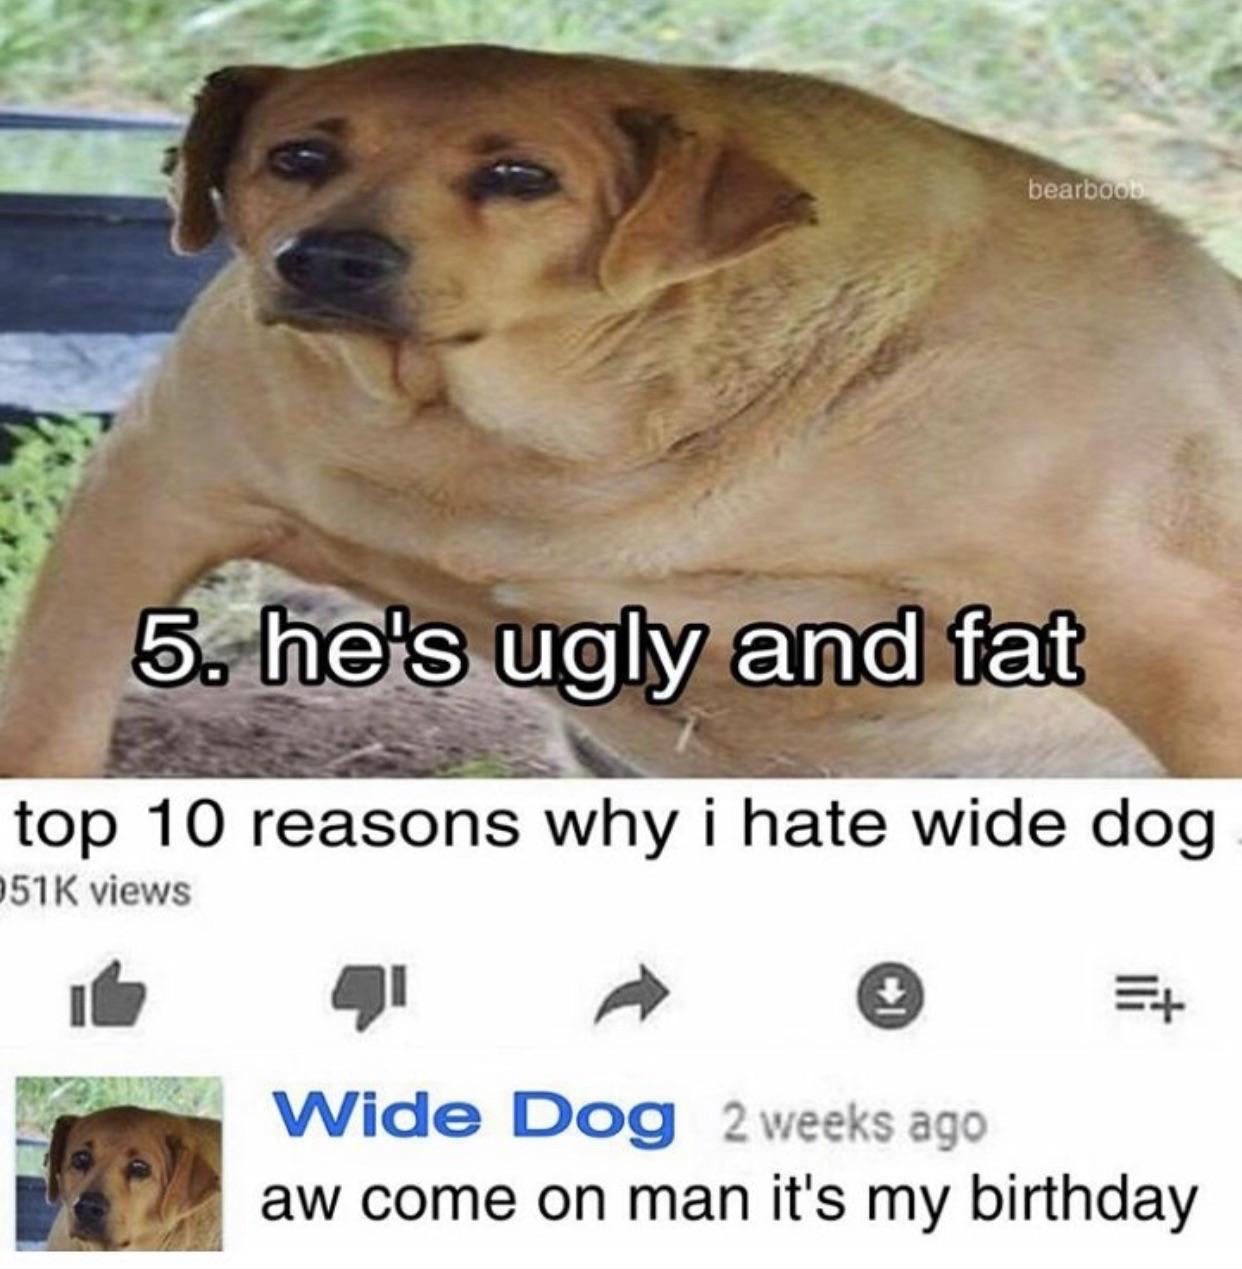 bearboob
5. he's ugly and fat
top 10 reasons why i hate wide dog
51K views
Wide Dog 2 weeks ago
aw come on man it's my birthday